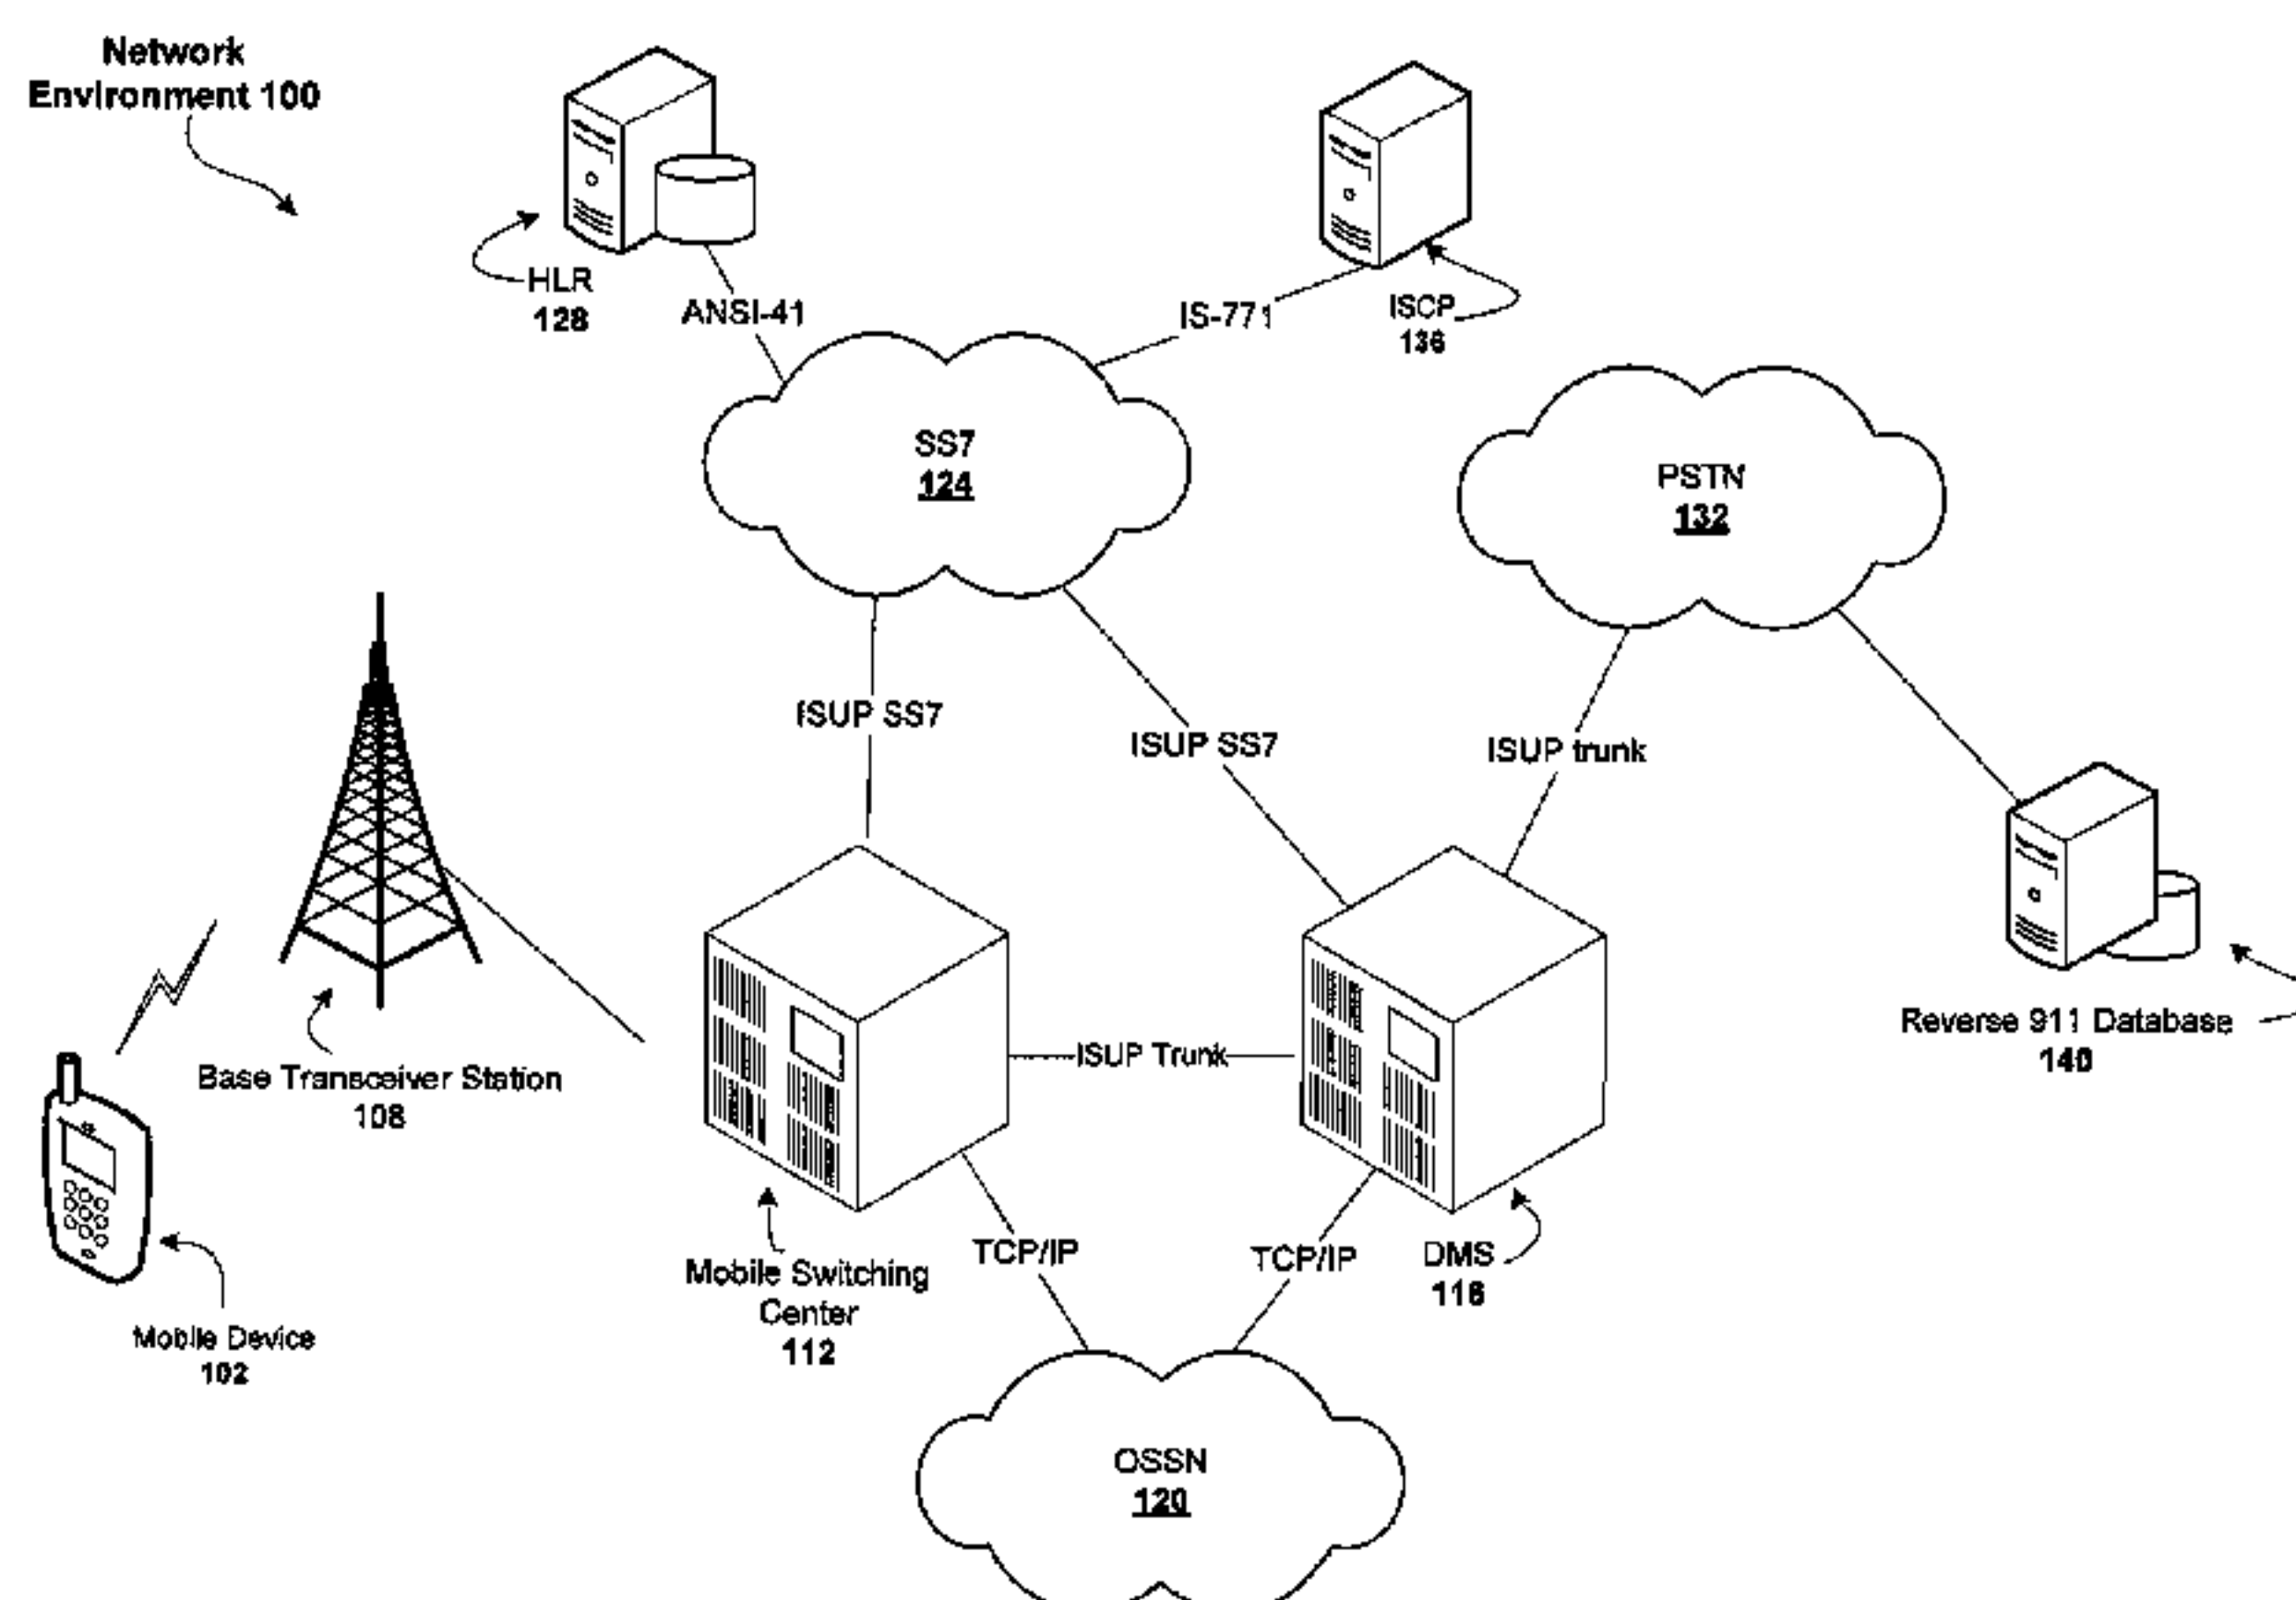 Network
Environment 100
HLR
128
ANSI-41
IS-771
ISCP
136
SS7
124
PSTN
132
ISUP SS7
ISUP SS7
ISUP trunk
Base Transceiver Station
108
ISUP Trunk
Reverse 911 Database
140
Mobile Device
102
Mobile Switching
Center
112
TCP/IP
TCP/IP
DMS
116
OSSN
120